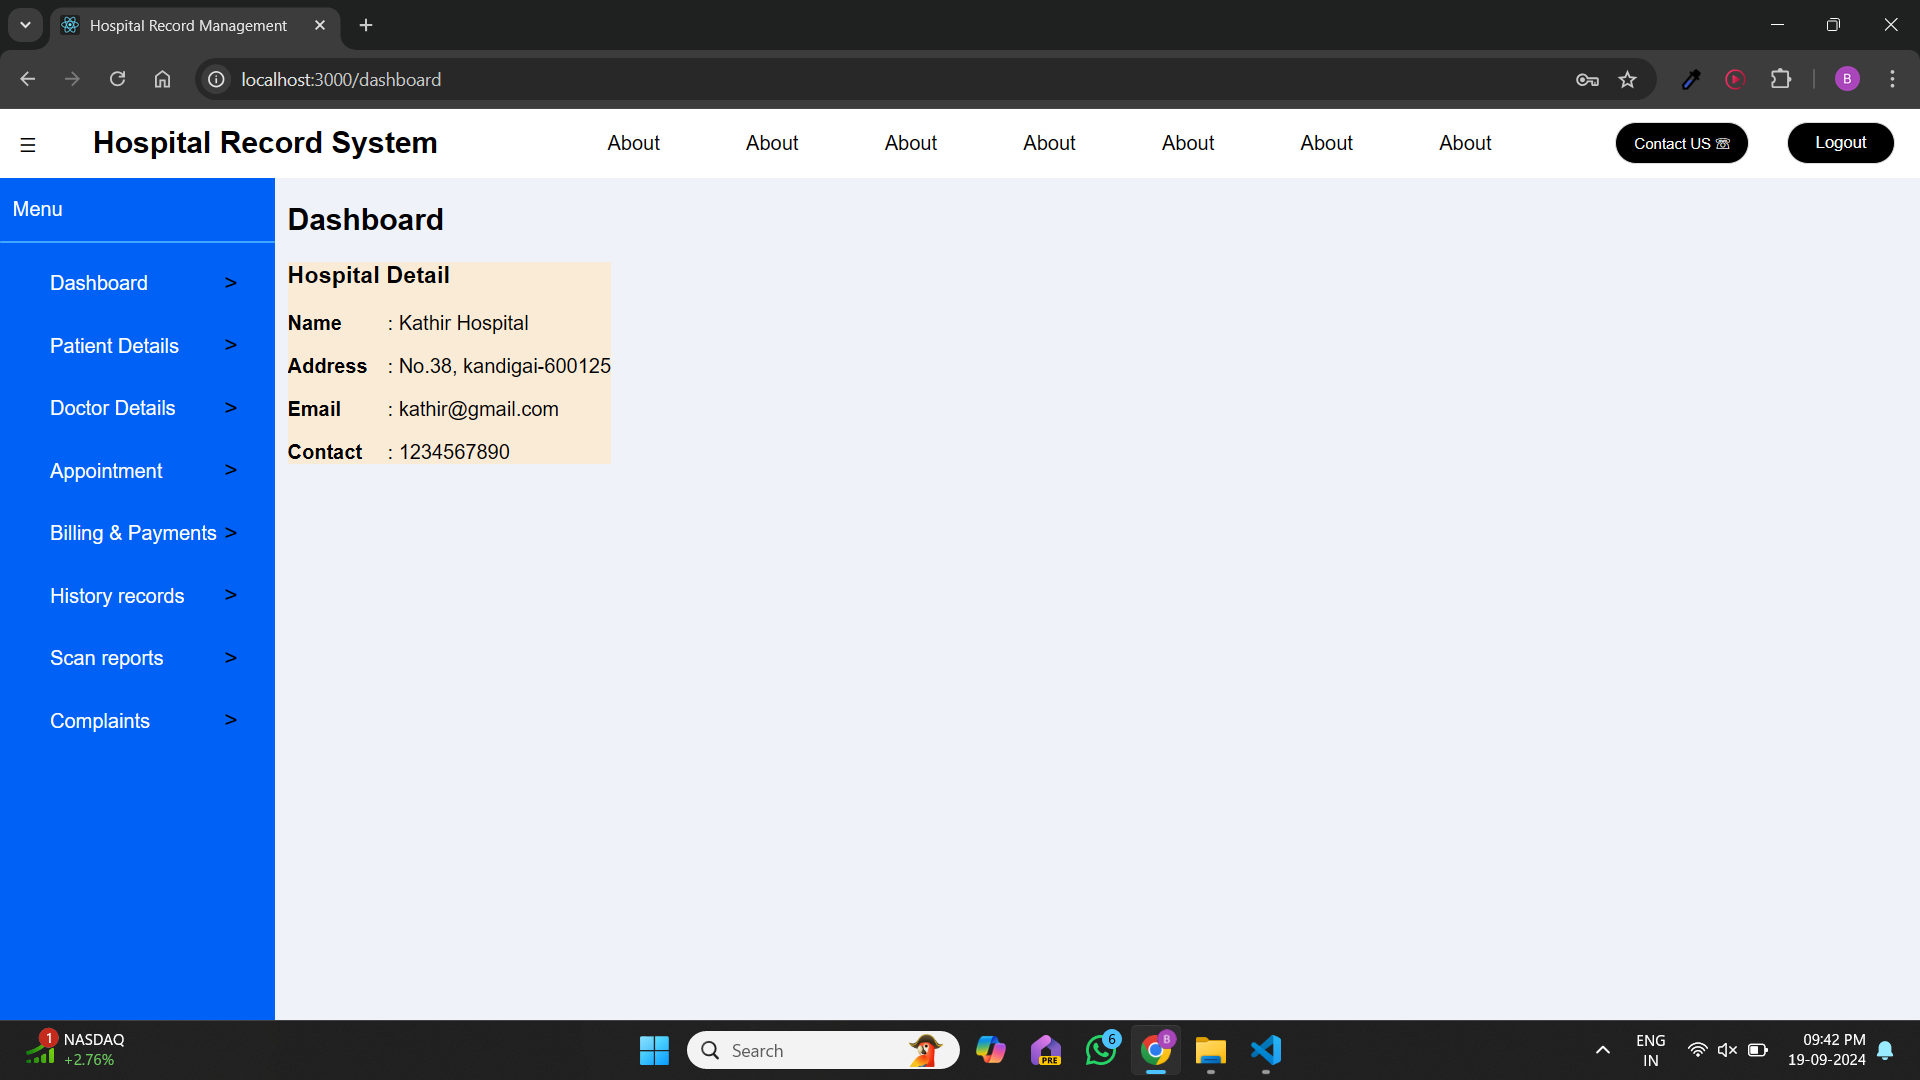 Hospital Record Management
localhost:3000/dashboard
B
☰ Hospital Record System About About About About About About About Contact US ☏ Logout
Menu
Dashboard >
Patient Details >
Doctor Details >
Appointment >
Billing & Payments >
History records >
Scan reports >
Complaints >
Dashboard
Hospital Detail
Name : Kathir Hospital
Address : No.38, kandigai-600125
Email : kathir@gmail.com
Contact : 1234567890
1
NASDAQ
+2.76%
Search
PRE
6
B
ENG
IN
09:42 PM
19-09-2024